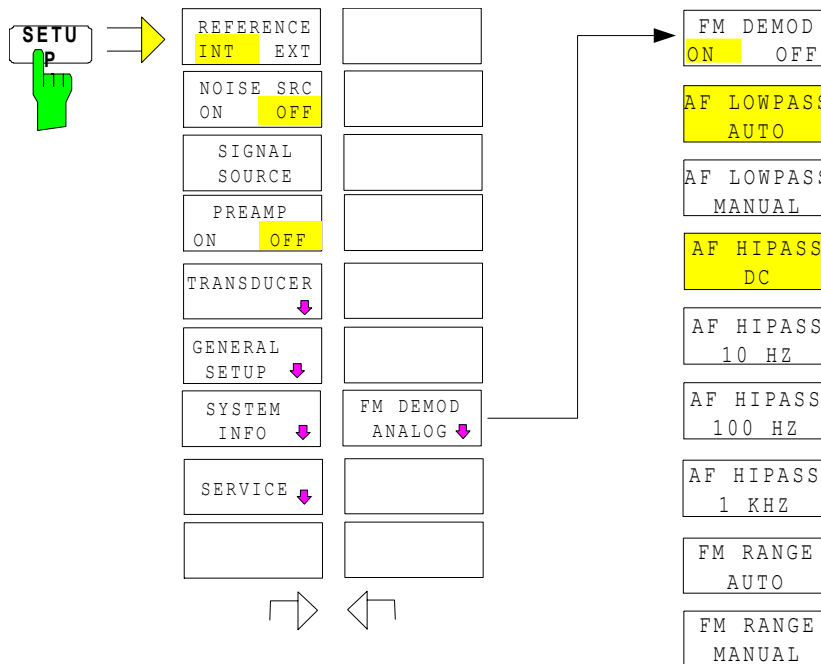 SETU
P
REFERENCE
INT EXT
NOISE SRC
ON OFF
SIGNAL
SOURCE
PREAMP
ON OFF
TRANSDUCER
GENERAL
SETUP
SYSTEM
INFO
SERVICE
FM DEMOD
ANALOG
FM DEMOD
ON OFF
AF LOWPASS
AUTO
AF LOWPASS
MANUAL
AF HIPASS
DC
AF HIPASS
10 HZ
AF HIPASS
100 HZ
AF HIPASS
1 KHZ
FM RANGE
AUTO
FM RANGE
MANUAL